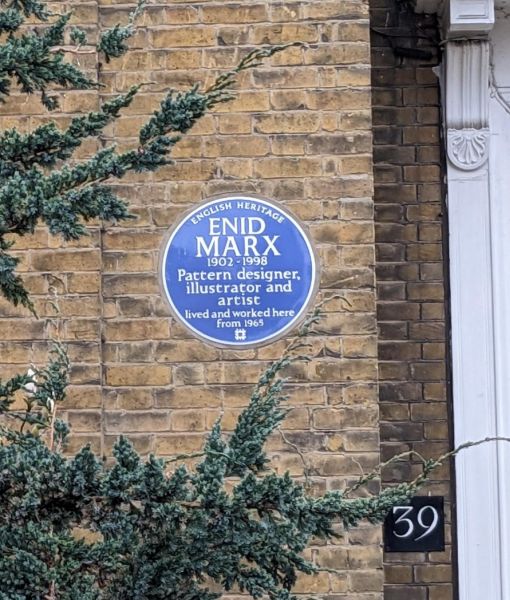 ENGLISH HERITAGE
ENID
MARX
1902-1998
Pattern designer,
illustrator and
artist
lived and worked here
from 1965
39